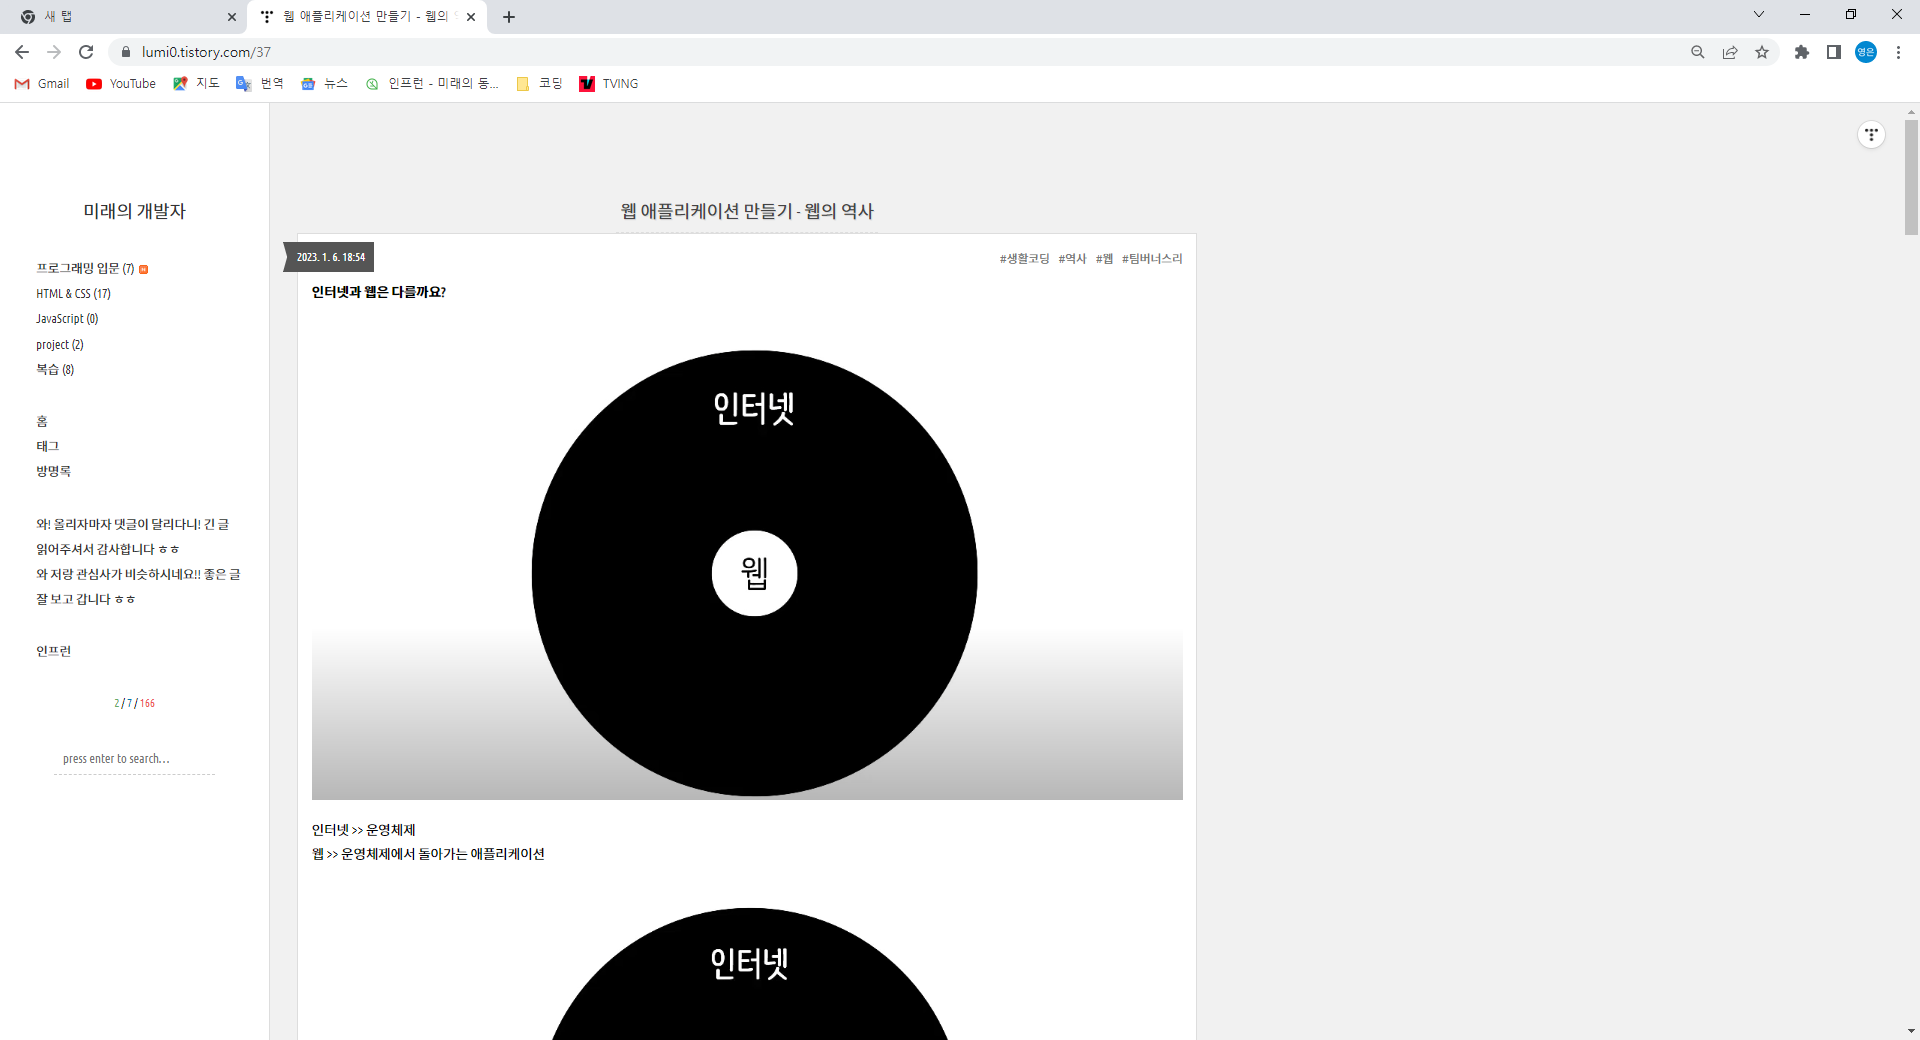 새 탭
웹 애플리케이션 만들기 - 웹의
lumi0.tistory.com/37
영은
Gmail YouTube 지도 번역 뉴스 인프런 - 미래의 동... 코딩 TVING
미래의 개발자
프로그래밍 입문 (7) N
HTML & CSS (17)
JavaScript (0)
project (2)
복습 (8)
홈
태그
방명록
와! 올리자마자 댓글이 달리다니! 긴 글
읽어주셔서 감사합니다 ㅎㅎ
와 저랑 관심사가 비슷하시네요!! 좋은 글
잘 보고 갑니다 ㅎㅎ
인프런
2 / 7 / 166
press enter to search...
웹 애플리케이션 만들기 - 웹의 역사
2023. 1. 6. 18:54
#생활코딩 #역사 #웹 #팀버너스리
인터넷과 웹은 다를까요?
인터넷
웹
인터넷 >> 운영체제
웹 >> 운영체제에서 돌아가는 애플리케이션
인터넷